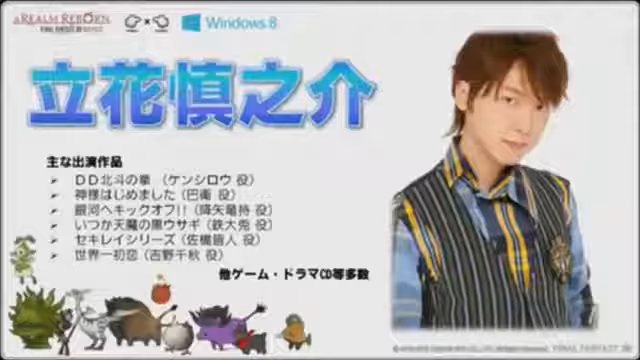 A REALM REBORN
FINAL FANTASY XIV
×
Windows 8
立花慎之介
主な出演作品
➢ DD北斗の拳 (ケンシロウ 役)
➢ 神様はじめました (巴衛 役)
➢ 銀河へキックオフ!! (降矢竜持 役)
➢ いつか天魔の黒ウサギ (鉄大兎 役)
➢ セキレイシリーズ (佐橋皆人 役)
➢ 世界一初恋 (吉野千秋 役)
他ゲーム・ドラマCD等多数
FINAL FANTASY XIV